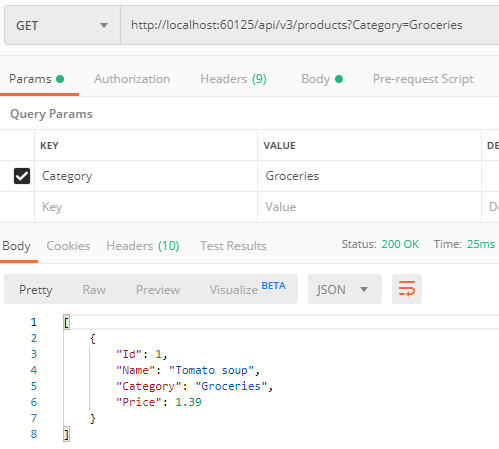 GET http://localhost:60125/api/v3/products?Category=Groceries
Params Authorization Headers (9) Body Pre-request Script
Query Params
KEY VALUE DE
Category Groceries
Key Value De
Body Cookies Headers (10) Test Results Status: 200 OK Time: 25ms
Pretty Raw Preview Visualize BETA JSON
1 [
2 {
3 "Id": 1,
4 "Name": "Tomato soup",
5 "Category": "Groceries",
6 "Price": 1.39
7 }
8 ]